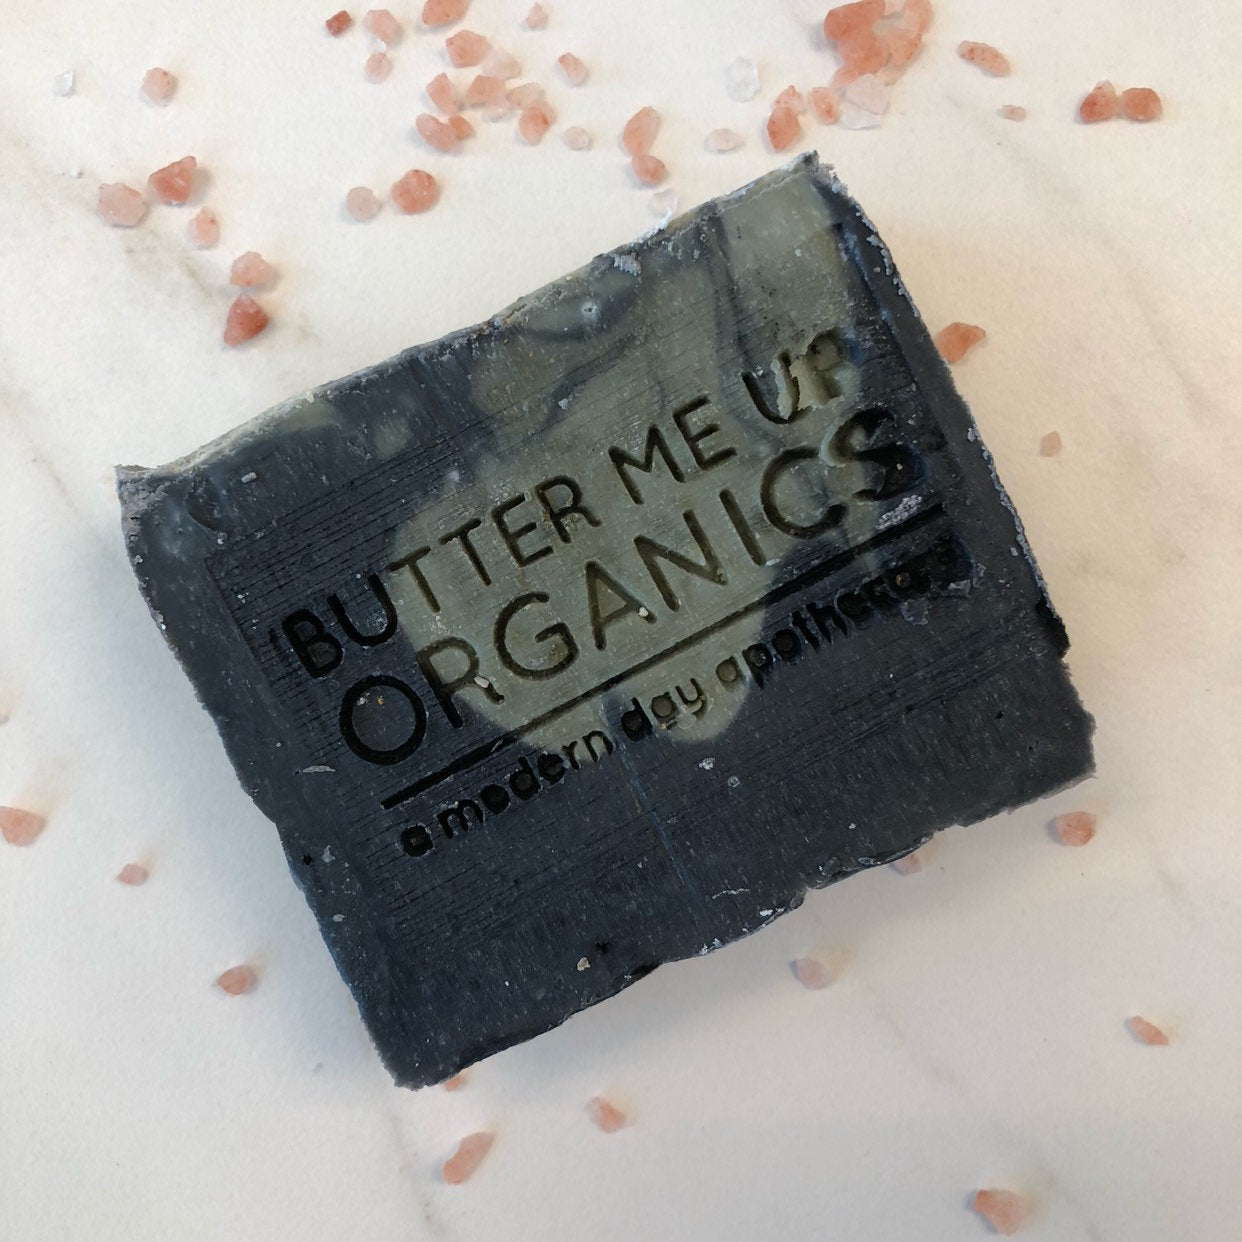 BUTTER ME UP
ORGANICS
a modern day apothecary